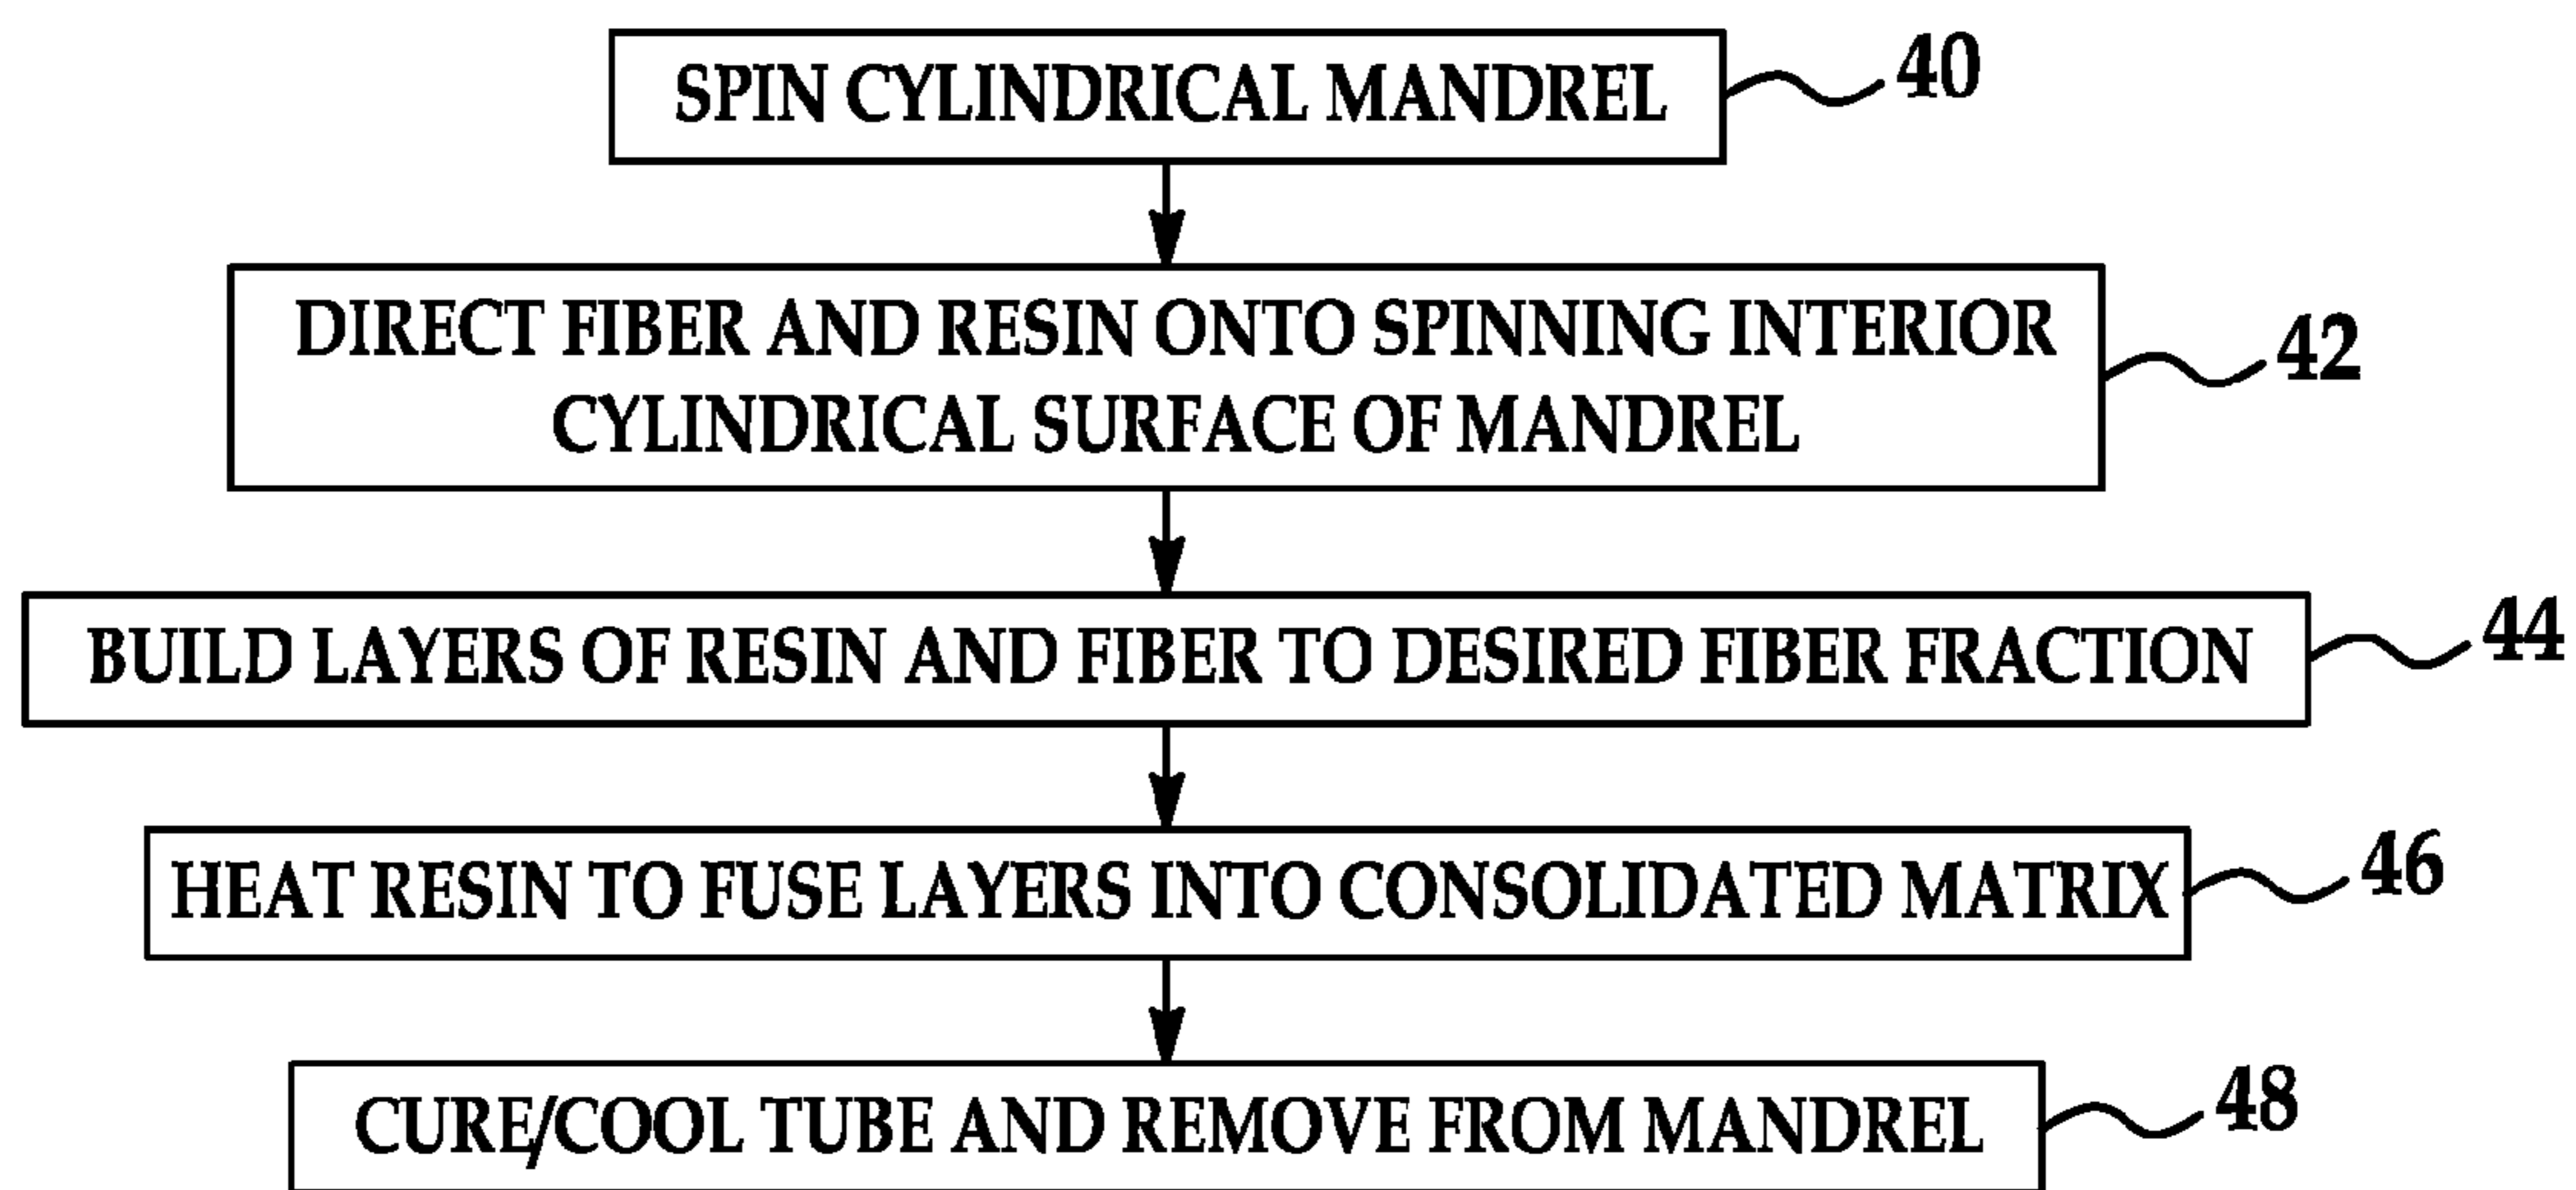 SPIN CYLINDRICAL MANDREL
40
DIRECT FIBER AND RESIN ONTO SPINNING INTERIOR
CYLINDRICAL SURFACE OF MANDREL
42
BUILD LAYERS OF RESIN AND FIBER TO DESIRED FIBER FRACTION
44
HEAT RESIN TO FUSE LAYERS INTO CONSOLIDATED MATRIX
46
CURE/COOL TUBE AND REMOVE FROM MANDREL
48